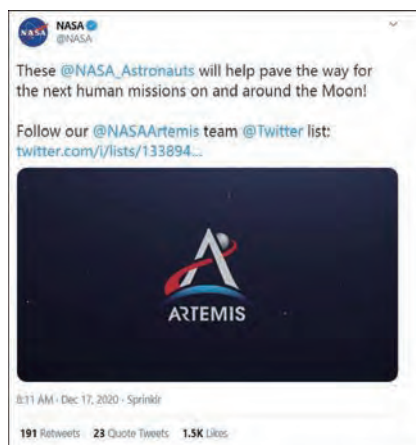 NASA
NASA
@NASA
These @NASA_Astronauts will help pave the way for
the next human missions on and around the Moon!
Follow our @NASAArtemis team @Twitter list:
twitter.com/i/lists/133894...
ARTEMIS
8:11 AM · Dec 17, 2020 · Sprinklr
191 Retweets 23 Quote Tweets 1.5K Likes